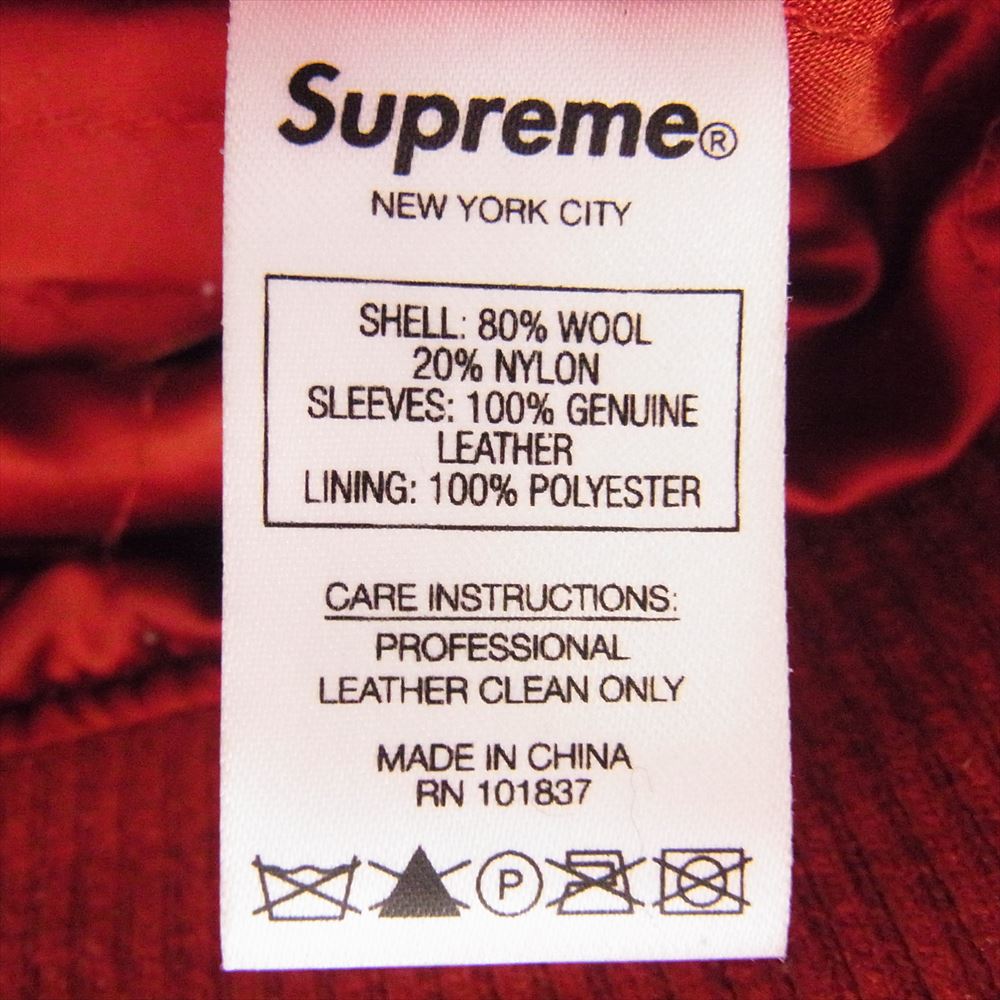 Supreme®
NEW YORK CITY
SHELL: 80% WOOL
20% NYLON
SLEEVES: 100% GENUINE
LEATHER
LINING: 100% POLYESTER
CARE INSTRUCTIONS:
PROFESSIONAL
LEATHER CLEAN ONLY
MADE IN CHINA
RN 101837
P